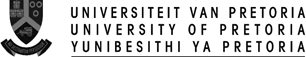 UNIVERSITEIT VAN PRETORIA
UNIVERSITY OF PRETORIA
YUNIBESITHI YA PRETORIA